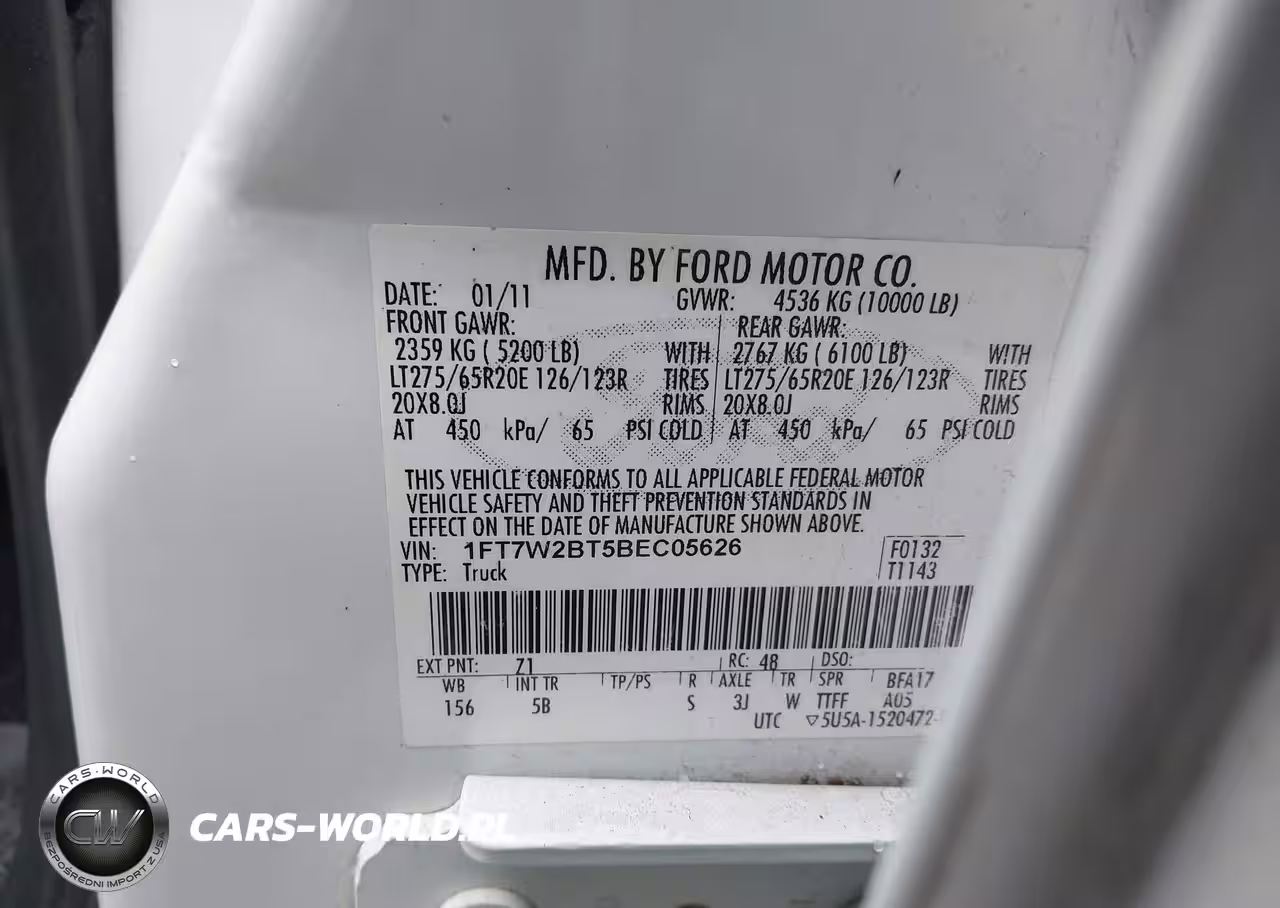 MFD. BY FORD MOTOR CO.
DATE: 01/11 GVWR: 4536 KG (10000 LB)
FRONT GAWR: REAR GAWR:
2359 KG ( 5200 LB) WITH 2767 KG ( 6100 LB) WITH
LT275/65R20E 126/123R TIRES LT275/65R20E 126/123R TIRES
20X8.0J RIMS 20X8.0J RIMS
AT 450 kPa/ 65 PSI COLD AT 450 kPa/ 65 PSI COLD
THIS VEHICLE CONFORMS TO ALL APPLICABLE FEDERAL MOTOR
VEHICLE SAFETY AND THEFT PREVENTION STANDARDS IN
EFFECT ON THE DATE OF MANUFACTURE SHOWN ABOVE.
VIN: 1FT7W2BT5BEC05626 F0132
TYPE: Truck T1143
EXT PNT: Z1 RC: 48 DSO:
WB INT TR TP/PS R AXLE TR SPR BFA17
156 5B S 3J W TTFF A05
UTC ▽5U5A-1520472-
CARS-WORLD
CW
BEZPOŚREDNI IMPORT Z USA
CARS-WORLD.PL